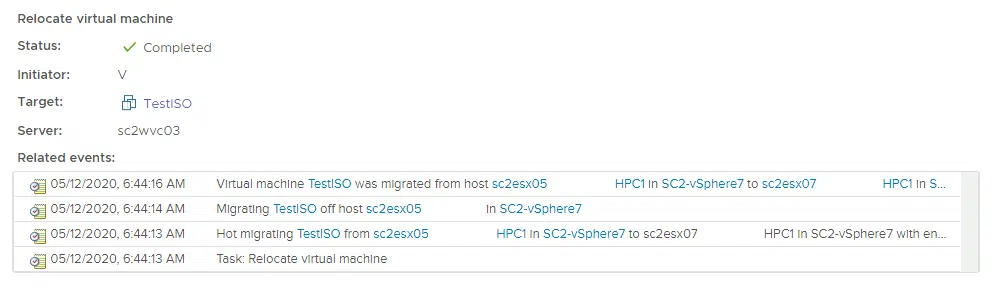 Relocate virtual machine
Status: Completed
Initiator: V
Target: TestISO
Server: sc2wvc03
Related events:
05/12/2020, 6:44:16 AM Virtual machine TestISO was migrated from host sc2esx05 HPC1 in SC2-vSphere7 to sc2esx07 HPC1 in S...
05/12/2020, 6:44:14 AM Migrating TestISO off host sc2esx05 in SC2-vSphere7
05/12/2020, 6:44:13 AM Hot migrating TestISO from sc2esx05 HPC1 in SC2-vSphere7 to sc2esx07 HPC1 in SC2-vSphere7 with en...
05/12/2020, 6:44:13 AM Task: Relocate virtual machine